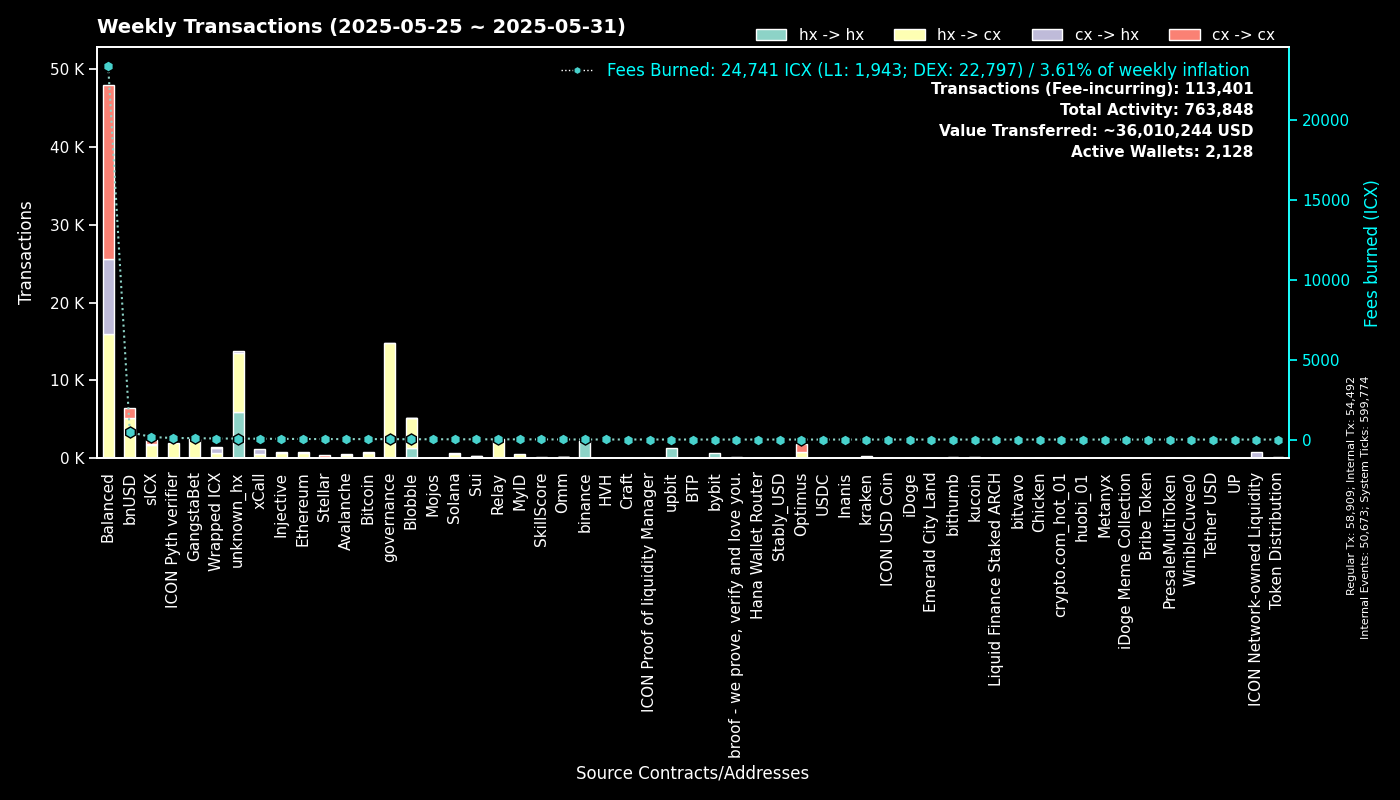 Weekly Transactions (2025-05-25 ~ 2025-05-31)
hx -> hx
hx -> cx
cx -> hx
cx -> cx
Fees Burned: 24,741 ICX (L1: 1,943; DEX: 22,797) / 3.61% of weekly inflation
Transactions (Fee-incurring): 113,401
Total Activity: 763,848
Value Transferred: ~36,010,244 USD
Active Wallets: 2,128
Transactions
50 K
40 K
30 K
20 K
10 K
0 K
20000
15000
10000
5000
0
Fees burned (ICX)
Regular Tx: 58,909; Internal Tx: 54,492
Internal Events: 50,673; System Ticks: 599,774
Balanced
bnUSD
sICX
ICON Pyth verifier
GangstaBet
Wrapped ICX
unknown_hx
xCall
Injective
Ethereum
Stellar
Avalanche
Bitcoin
governance
Blobble
Mojos
Solana
Sui
Relay
MyID
SkillScore
Omm
binance
HVH
Craft
ICON Proof of liquidity Manager
upbit
BTP
bybit
broof - we prove, verify and love you.
Hana Wallet Router
Stably_USD
Optimus
USDC
Inanis
kraken
ICON USD Coin
iDoge
Emerald City Land
bithumb
kucoin
Liquid Finance Staked ARCH
bitvavo
Chicken
crypto.com_hot_01
huobi_01
Metanyx
iDoge Meme Collection
Bribe Token
PresaleMultiToken
WinibleCuvee0
Tether USD
UP
ICON Network-owned Liquidity
Token Distribution
Source Contracts/Addresses